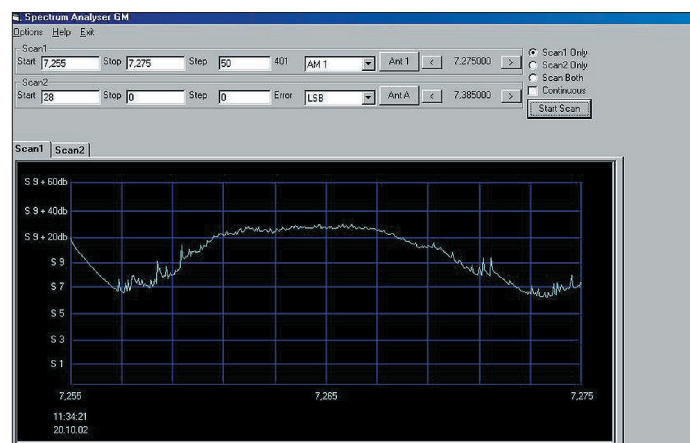 Spectrum Analyser GM
Options Help Exit
Scan1
Start 7,255 Stop 7,275 Step 50 401 AM 1 Ant 1 < 7,275000 >
Scan2
Start 28 Stop 0 Step 0 Error LSB Ant A < 7,385000 >
Scan1 Only
Scan2 Only
Scan Both
Continuous
Start Scan
Scan1 Scan2
S 9 + 60db
S 9 + 40db
S 9 + 20db
S 9
S 7
S 5
S 3
S 1
7,255 7,265 7,275
11:34:21
20.10.02